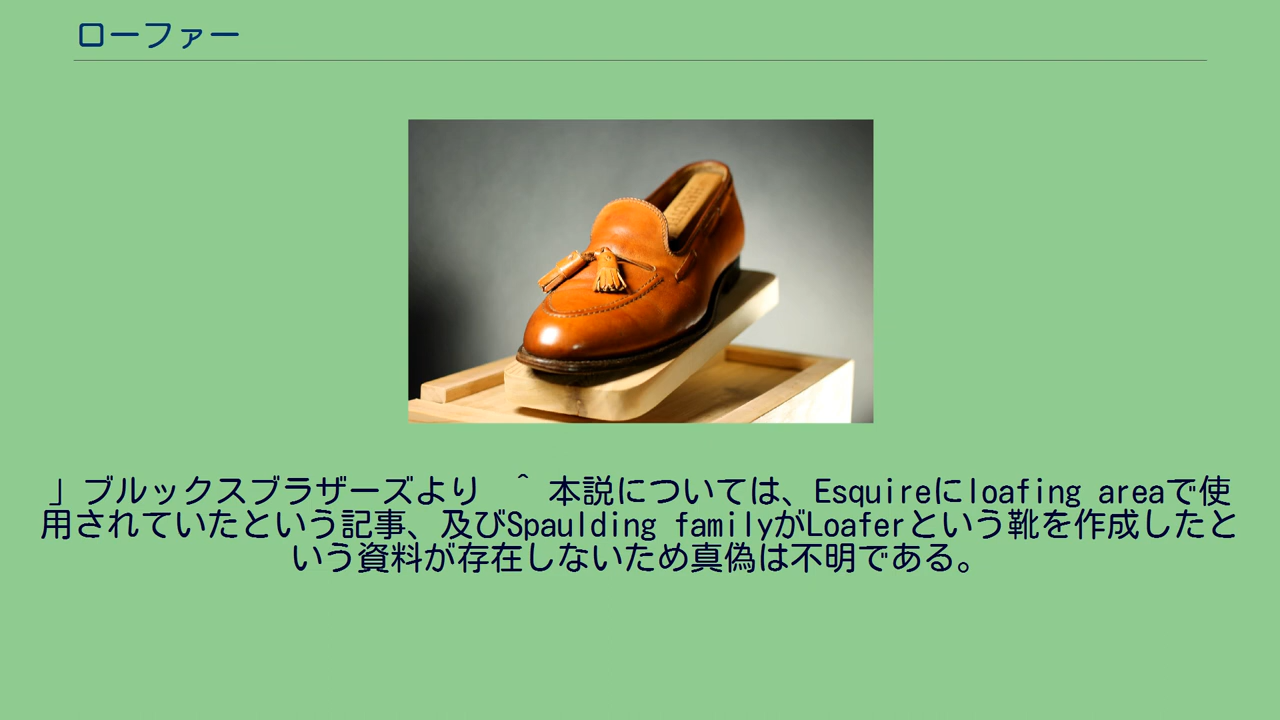 ローファー
」ブルックスブラザーズより　^ 本説については、Esquireにloafing areaで使
用されていたという記事、及びSpaulding familyがLoaferという靴を作成したと
いう資料が存在しないため真偽は不明である。